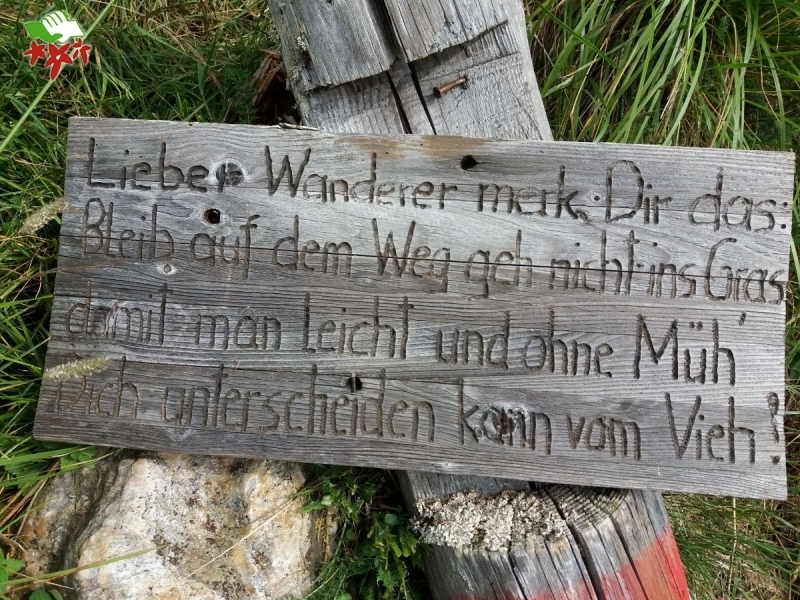 Lieber Wanderer merk Dir das:
Bleib auf dem Weg geh nicht ins Gras
damit man leicht und ohne Müh'
Dich unterscheiden kann vom Vieh!